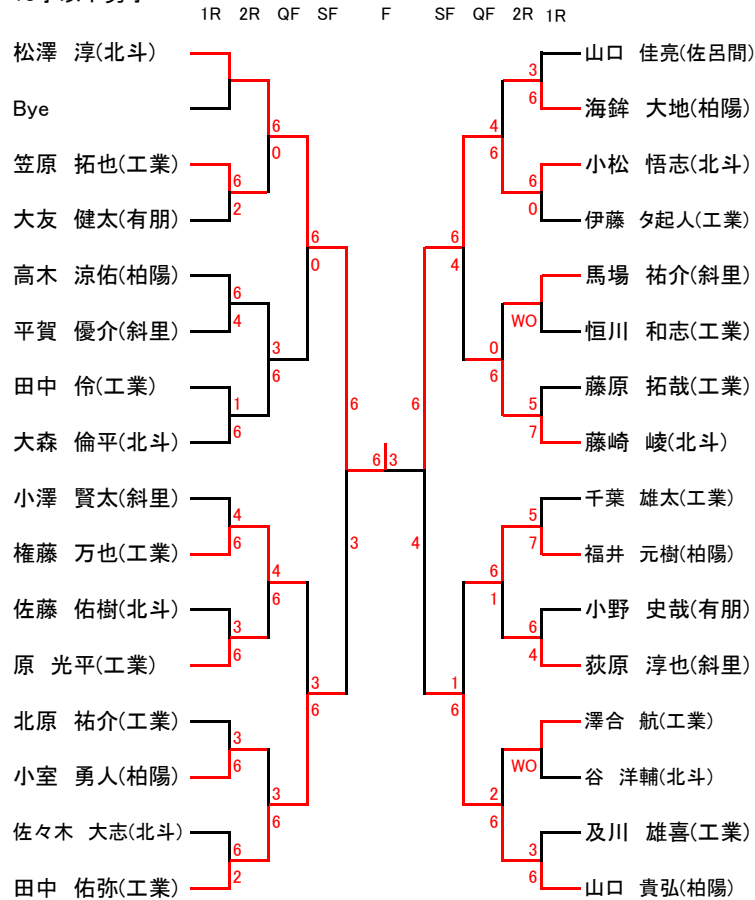 1R 2R QF SF F SF QF 2R 1R
松澤 淳(北斗)
Bye
笠原 拓也(工業)
大友 健太(有朋)
高木 涼佑(柏陽)
平賀 優介(斜里)
田中 伶(工業)
大森 倫平(北斗)
小澤 賢太(斜里)
権藤 万也(工業)
佐藤 佑樹(北斗)
原 光平(工業)
北原 祐介(工業)
小室 勇人(柏陽)
佐々木 大志(北斗)
田中 佑弥(工業)
6
2
6
4
1
6
4
6
3
6
3
6
6
2
6
0
3
6
4
6
3
6
6
0
3
6
6
3
6 3
6
4
6
4
1
6
4
6
0
6
6
1
2
6
3
6
6
0
WO
5
7
5
7
6
4
WO
3
6
山口 佳亮(佐呂間)
海鉾 大地(柏陽)
小松 悟志(北斗)
伊藤 夕起人(工業)
馬場 祐介(斜里)
恒川 和志(工業)
藤原 拓哉(工業)
藤崎 崚(北斗)
千葉 雄太(工業)
福井 元樹(柏陽)
小野 史哉(有朋)
荻原 淳也(斜里)
澤合 航(工業)
谷 洋輔(北斗)
及川 雄喜(工業)
山口 貴弘(柏陽)